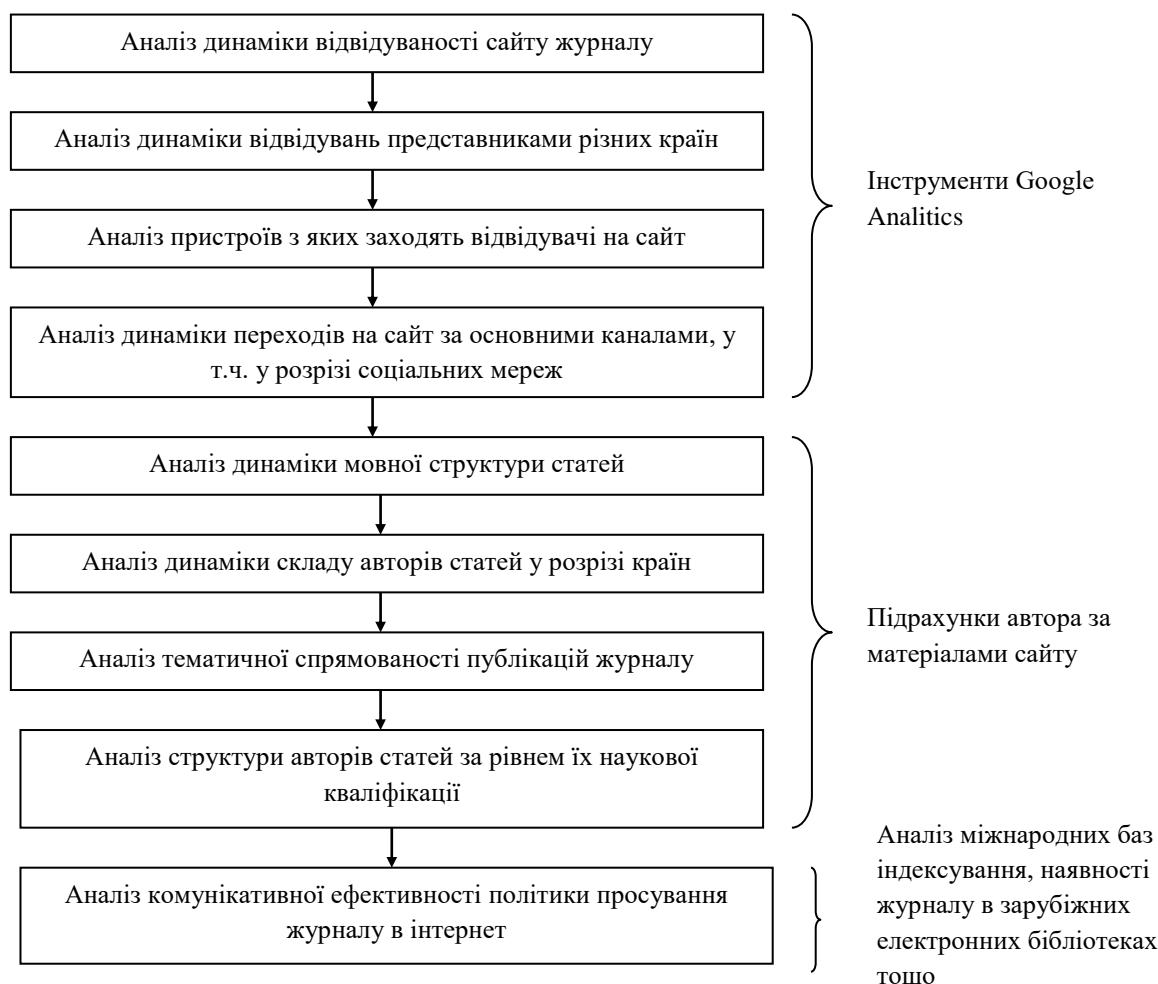 Аналіз динаміки відвідуваності сайту журналу
Аналіз динаміки відвідувань представниками різних країн
Аналіз пристроїв з яких заходять відвідувачі на сайт
Аналіз динаміки переходів на сайт за основними каналами, у
т.ч. у розрізі соціальних мереж
Інструменти Google
Analitics
Аналіз динаміки мовної структури статей
Аналіз динаміки складу авторів статей у розрізі країн
Аналіз тематичної спрямованості публікацій журналу
Аналіз структури авторів статей за рівнем їх наукової
кваліфікації
Підрахунки автора за
матеріалами сайту
Аналіз комунікативної ефективності політики просування
журналу в інтернет
Аналіз міжнародних баз
індексування, наявності
журналу в зарубіжних
електронних бібліотеках
тошо